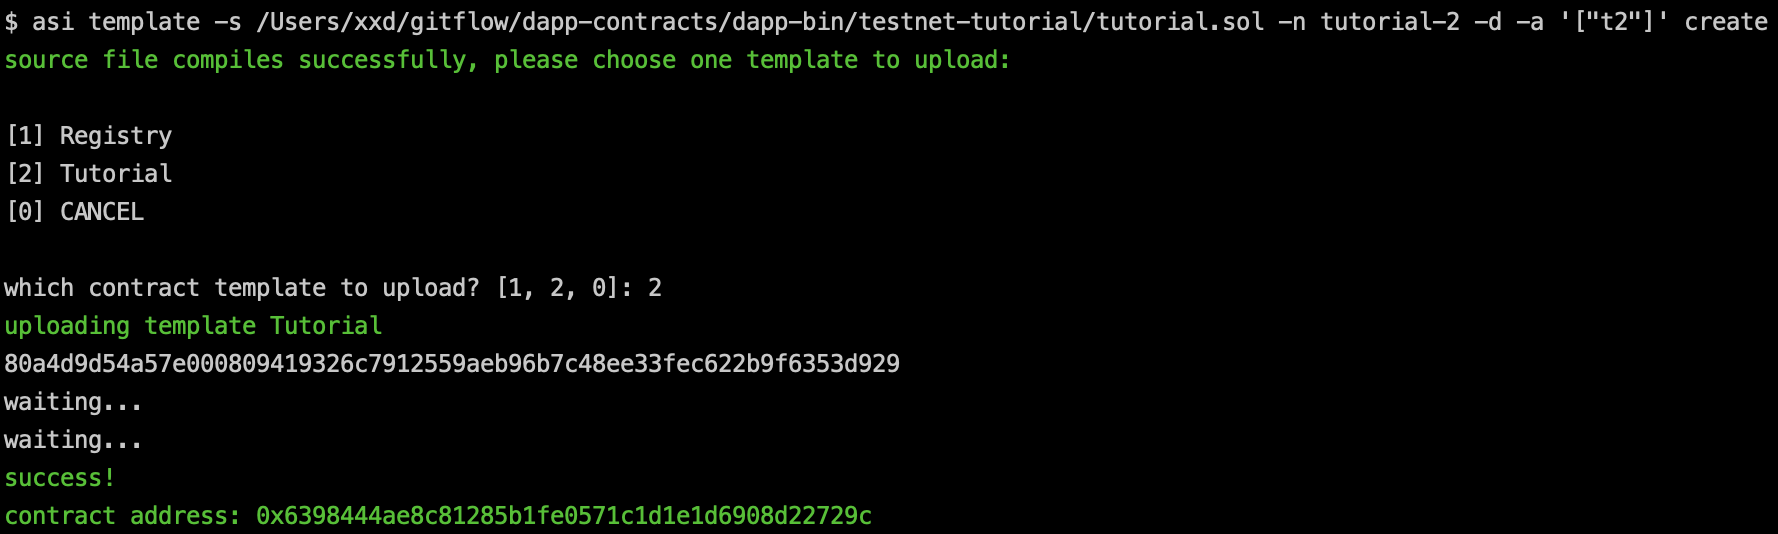 $ asi template -s /Users/xxd/gitflow/dapp-contracts/dapp-bin/testnet-tutorial/tutorial.sol -n tutorial-2 -d -a '["t2"]' create
source file compiles successfully, please choose one template to upload:
[1] Registry
[2] Tutorial
[0] CANCEL
which contract template to upload? [1, 2, 0]: 2
uploading template Tutorial
80a4d9d54a57e000809419326c7912559aeb96b7c48ee33fec622b9f6353d929
waiting...
waiting...
success!
contract address: 0x6398444ae8c81285b1fe0571c1d1e1d6908d22729c